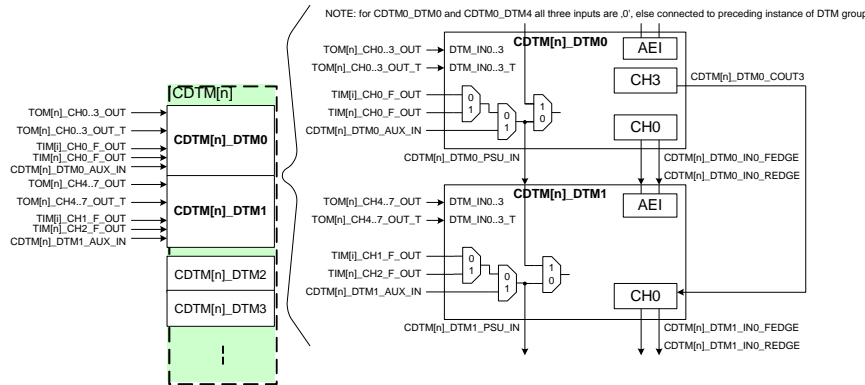 NOTE: for CDTM0_DTM0 and CDTM0_DTM4 all three inputs are ‚0', else connected to preceding instance of DTM group
CDTM[n]
TOM[n]_CH0..3_OUT
TOM[n]_CH0..3_OUT_T
TIM[i]_CH0_F_OUT
TIM[n]_CH0_F_OUT
CDTM[n]_DTM0_AUX_IN
CDTM[n]_DTM0
TOM[n]_CH4..7_OUT
TOM[n]_CH4..7_OUT_T
TIM[i]_CH1_F_OUT
TIM[n]_CH2_F_OUT
CDTM[n]_DTM1_AUX_IN
CDTM[n]_DTM1
CDTM[n]_DTM2
CDTM[n]_DTM3
CDTM[n]_DTM0
TOM[n]_CH0..3_OUT
DTM_IN0..3
TOM[n]_CH0..3_OUT_T
DTM_IN0..3_T
TIM[i]_CH0_F_OUT
TIM[n]_CH0_F_OUT
CDTM[n]_DTM0_AUX_IN
0
1
0
1
1
0
AEI
CH3
CH0
CDTM[n]_DTM0_COUT3
CDTM[n]_DTM0_PSU_IN
CDTM[n]_DTM0_IN0_FEDGE
CDTM[n]_DTM0_IN0_REDGE
CDTM[n]_DTM1
TOM[n]_CH4..7_OUT
DTM_IN0..3
TOM[n]_CH4..7_OUT_T
DTM_IN0..3_T
TIM[i]_CH1_F_OUT
TIM[n]_CH2_F_OUT
CDTM[n]_DTM1_AUX_IN
0
1
0
1
1
0
AEI
CH0
CDTM[n]_DTM1_PSU_IN
CDTM[n]_DTM1_IN0_FEDGE
CDTM[n]_DTM1_IN0_REDGE